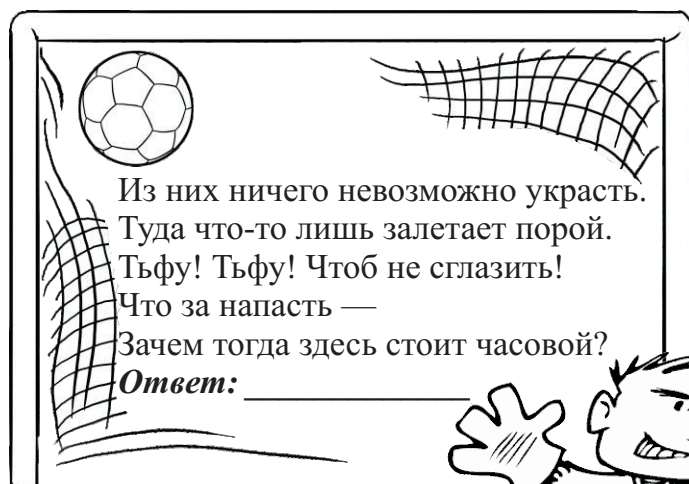 Из них ничего невозможно украсть.
Туда что-то лишь залетает порой.
Тьфу! Тьфу! Чтоб не сглазить!
Что за напасть —
Зачем тогда здесь стоит часовой?
Ответ: ______________